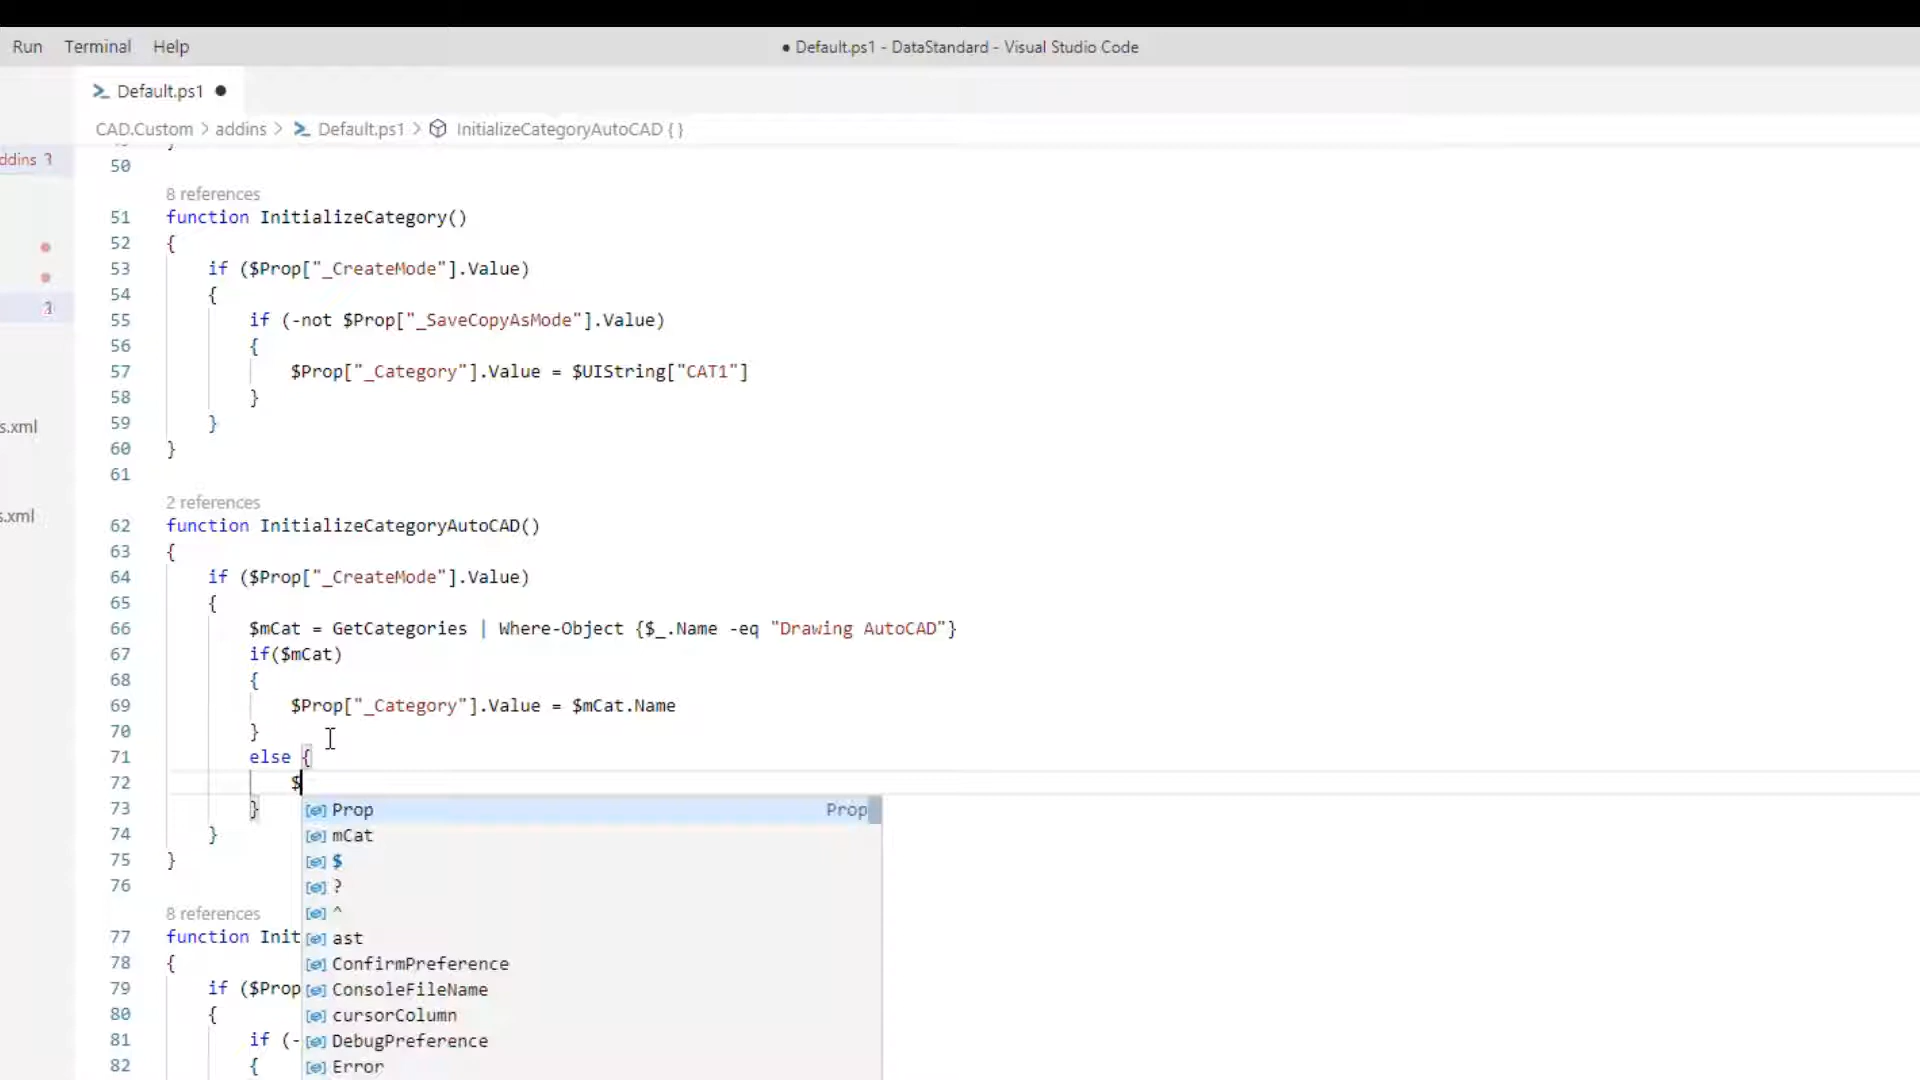 Run Terminal Help
● Default.ps1 - DataStandard - Visual Studio Code
Default.ps1 ●
CAD.Custom > addins > Default.ps1 > InitializeCategoryAutoCAD { }
ddins 3
3
s.xml
s.xml
50
8 references
51 function InitializeCategory()
52 {
53 if ($Prop["_CreateMode"].Value)
54 {
55 if (-not $Prop["_SaveCopyAsMode"].Value)
56 {
57 $Prop["_Category"].Value = $UIString["CAT1"]
58 }
59 }
60 }
61
2 references
62 function InitializeCategoryAutoCAD()
63 {
64 if ($Prop["_CreateMode"].Value)
65 {
66 $mCat = GetCategories | Where-Object {$_.Name -eq "Drawing AutoCAD"}
67 if($mCat)
68 {
69 $Prop["_Category"].Value = $mCat.Name
70 }
71 else {
72 $
73 }
74 }
75 }
76
8 references
77 function Init
78 {
79 if ($Prop
80 {
81 if (-
82 {
Prop Prop
mCat
$
?
^
ast
ConfirmPreference
ConsoleFileName
cursorColumn
DebugPreference
Error